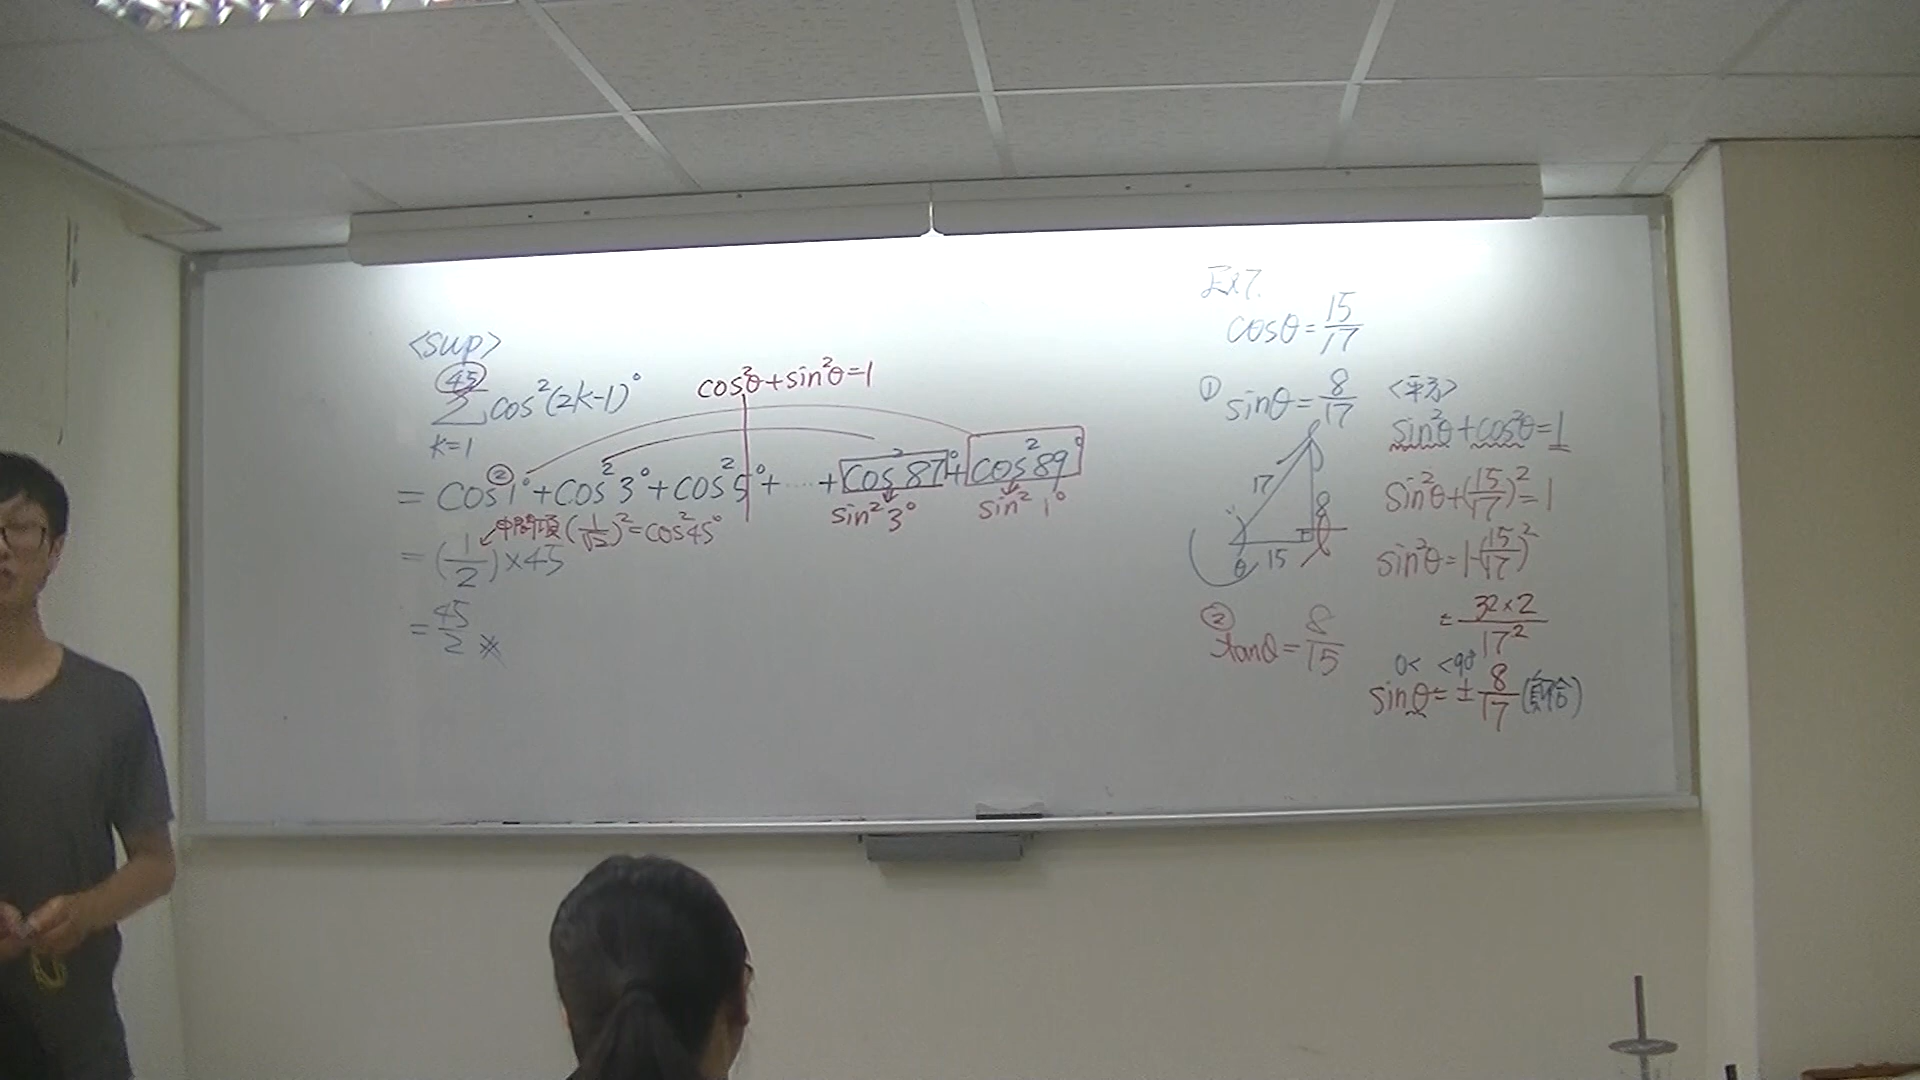 <sup>
45
Σ cos²(2k-1)°
k=1
cos²θ+sin²θ=1
= cos²1°+cos²3°+cos²5°+ ····· +cos²87°+cos²89°
sin²3° sin²1°
中間項(1/√2)²=cos²45°
= (1/2)×45
= 45/2 ※
Ex7.
cosθ=15/17
① sinθ=8/17
17
8
θ 15
② tanθ=8/15
<平方>
sin²θ+cos²θ=1
sin²θ+(15/17)²=1
sin²θ=1-(15/17)²
= 32×2/17²
0< <90°
sinθ=±8/17 (負不合)